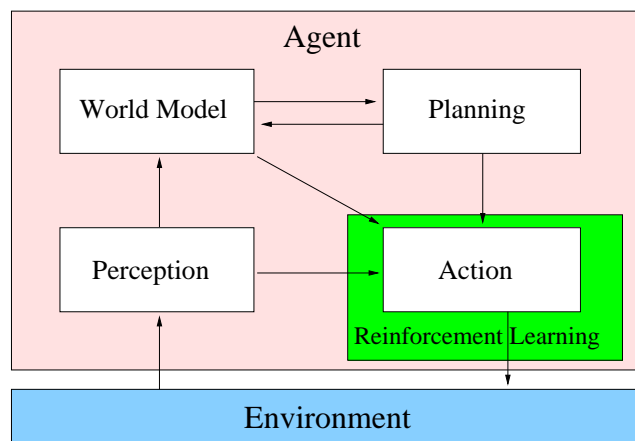 Agent
World Model
Planning
Perception
Action
Reinforcement Learning
Environment